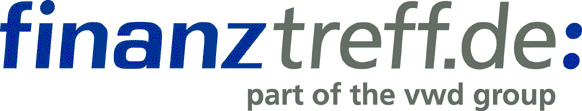 finanztreff.de:
part of the vwd group